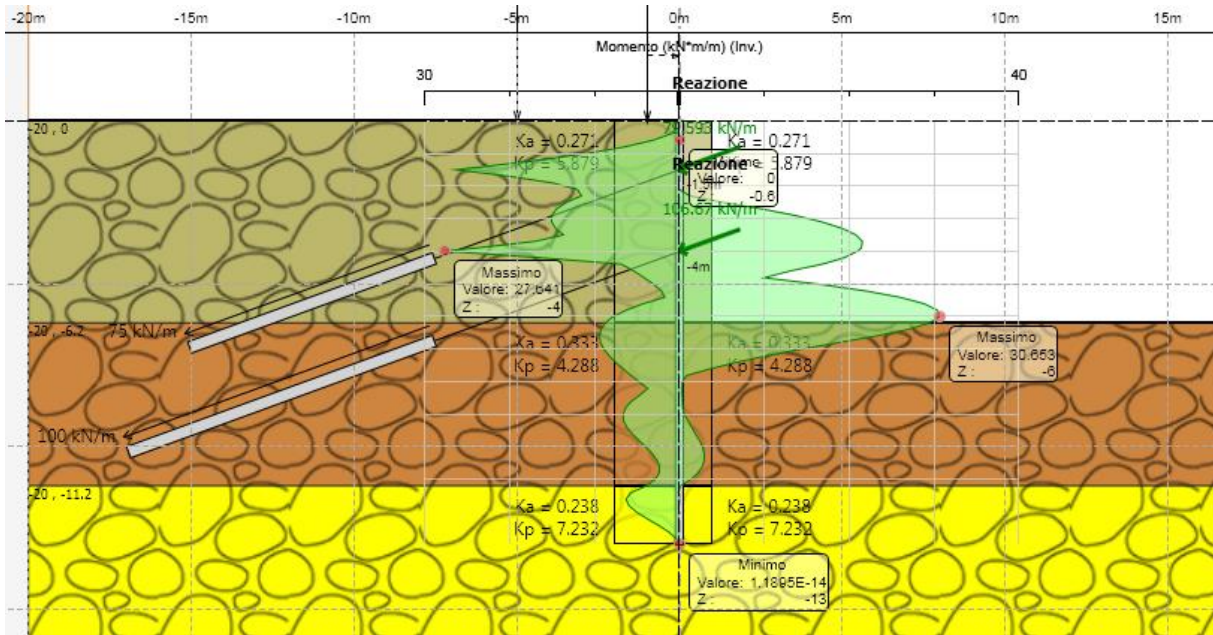 -20m -15m -10m -5m 0m 5m 10m 15m
Momento (kN*m/m) (Inv.)
30 40
Reazione
-20 , 0
Ka = 0.271
Kp = 5.879
Ka = 0.271
= 5.879
Reazione
Valore: 0
Z : -0.6
106.67 kN/m
-4m
Massimo
Valore: 27.641
Z : -4
75 kN/m
-20 , -6.2
Ka = 0.333
Kp = 4.288
Ka = 0.333
Kp = 4.288
Massimo
Valore: 30.653
Z : -6
100 kN/m
-20 , -11.2
Ka = 0.238
Kp = 7.232
Ka = 0.238
Kp = 7.232
Minimo
Valore: 1,1895E-14
Z : -13